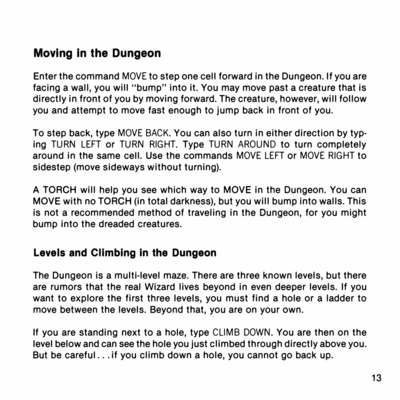 Moving in the Dungeon
Enter the command MOVE to step one cell forward in the Dungeon. If you are
facing a wall, you will "bump" into it. You may move past a creature that is
directly in front of you by moving forward. The creature, however, will follow
you and attempt to move fast enough to jump back in front of you.
To step back, type MOVE BACK. You can also turn in either direction by typ-
ing TURN LEFT or TURN RIGHT. Type TURN AROUND to turn completely
around in the same cell. Use the commands MOVE LEFT or MOVE RIGHT to
sidestep (move sideways without turning).
A TORCH will help you see which way to MOVE in the Dungeon. You can
MOVE with no TORCH (in total darkness), but you will bump into walls. This
is not a recommended method of traveling in the Dungeon, for you might
bump into the dreaded creatures.
Levels and Climbing in the Dungeon
The Dungeon is a multi-level maze. There are three known levels, but there
are rumors that the real Wizard lives beyond in even deeper levels. If you
want to explore the first three levels, you must find a hole or a ladder to
move between the levels. Beyond that, you are on your own.
If you are standing next to a hole, type CLIMB DOWN. You are then on the
level below and can see the hole you just climbed through directly above you.
But be careful...if you climb down a hole, you cannot go back up.
13